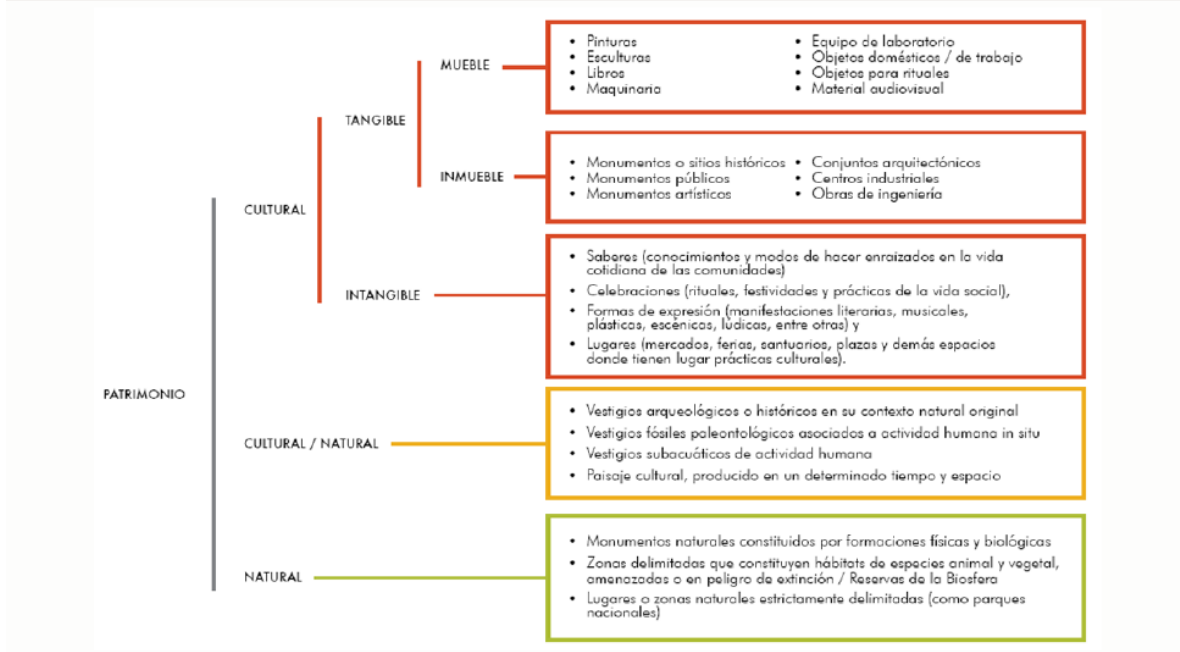 PATRIMONIO
CULTURAL
TANGIBLE
MUEBLE
• Pinturas
• Esculturas
• Libros
• Maquinaria
• Equipo de laboratorio
• Objetos domésticos / de trabajo
• Objetos para rituales
• Material audiovisual
INMUEBLE
• Monumentos o sitios históricos
• Monumentos públicos
• Monumentos artísticos
• Conjuntos arquitectónicos
• Centros industriales
• Obras de ingeniería
INTANGIBLE
• Saberes (conocimientos y modos de hacer enraizados en la vida
cotidiana de las comunidades)
• Celebraciones (rituales, festividades y prácticas de la vida social),
• Formas de expresión (manifestaciones literarias, musicales,
plásticas, escénicas, lúdicas, entre otras) y
• Lugares (mercados, ferias, santuarios, plazas y demás espacios
donde tienen lugar prácticas culturales).
CULTURAL / NATURAL
• Vestigios arqueológicos o históricos en su contexto natural original
• Vestigios fósiles paleontológicos asociados a actividad humana in situ
• Vestigios subacuáticos de actividad humana
• Paisaje cultural, producido en un determinado tiempo y espacio
NATURAL
• Monumentos naturales constituidos por formaciones físicas y biológicas
• Zonas delimitadas que constituyen hábitats de especies animal y vegetal,
amenazadas o en peligro de extinción / Reservas de la Biosfera
• Lugares o zonas naturales estrictamente delimitadas (como parques
nacionales)